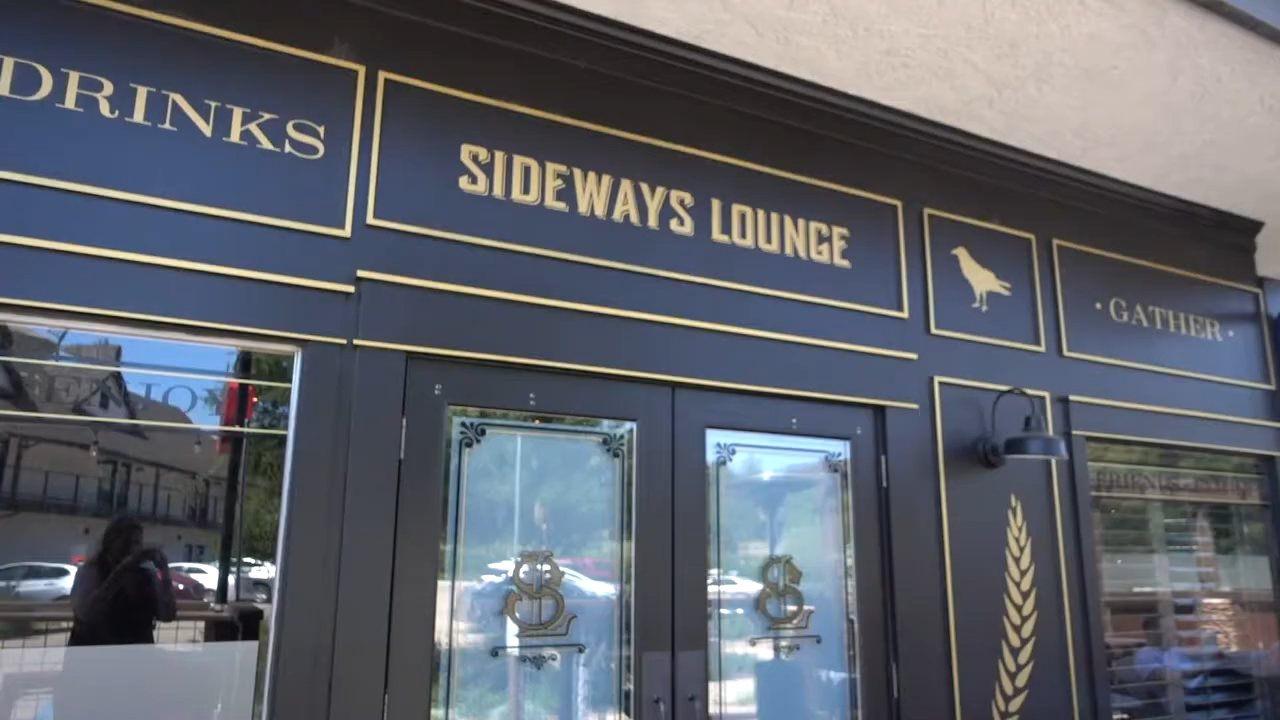 DRINKS
SIDEWAYS LOUNGE
· GATHER ·
SL
SL